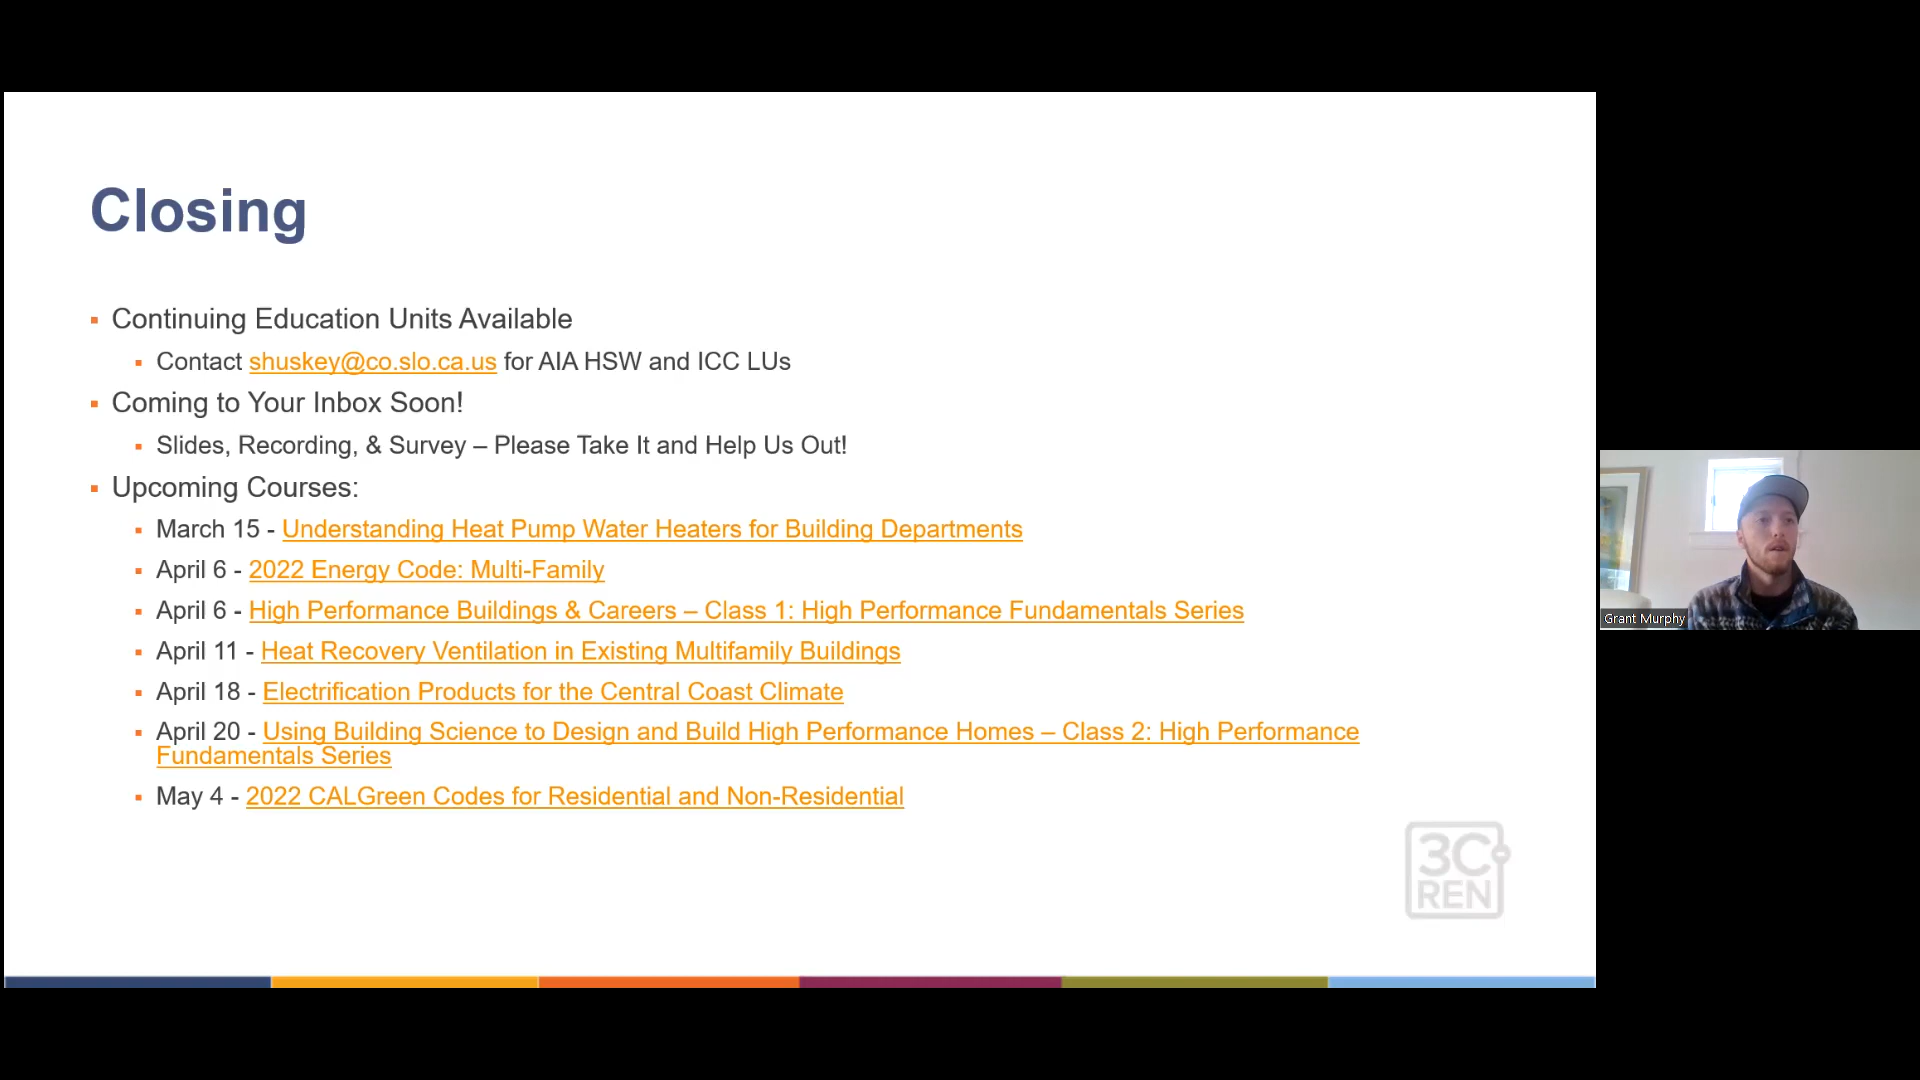 Closing
▪ Continuing Education Units Available
▪ Contact shuskey@co.slo.ca.us for AIA HSW and ICC LUs
▪ Coming to Your Inbox Soon!
▪ Slides, Recording, & Survey – Please Take It and Help Us Out!
▪ Upcoming Courses:
▪ March 15 - Understanding Heat Pump Water Heaters for Building Departments
▪ April 6 - 2022 Energy Code: Multi-Family
▪ April 6 - High Performance Buildings & Careers – Class 1: High Performance Fundamentals Series
▪ April 11 - Heat Recovery Ventilation in Existing Multifamily Buildings
▪ April 18 - Electrification Products for the Central Coast Climate
▪ April 20 - Using Building Science to Design and Build High Performance Homes – Class 2: High Performance
Fundamentals Series
▪ May 4 - 2022 CALGreen Codes for Residential and Non-Residential
3C
REN
Grant Murphy